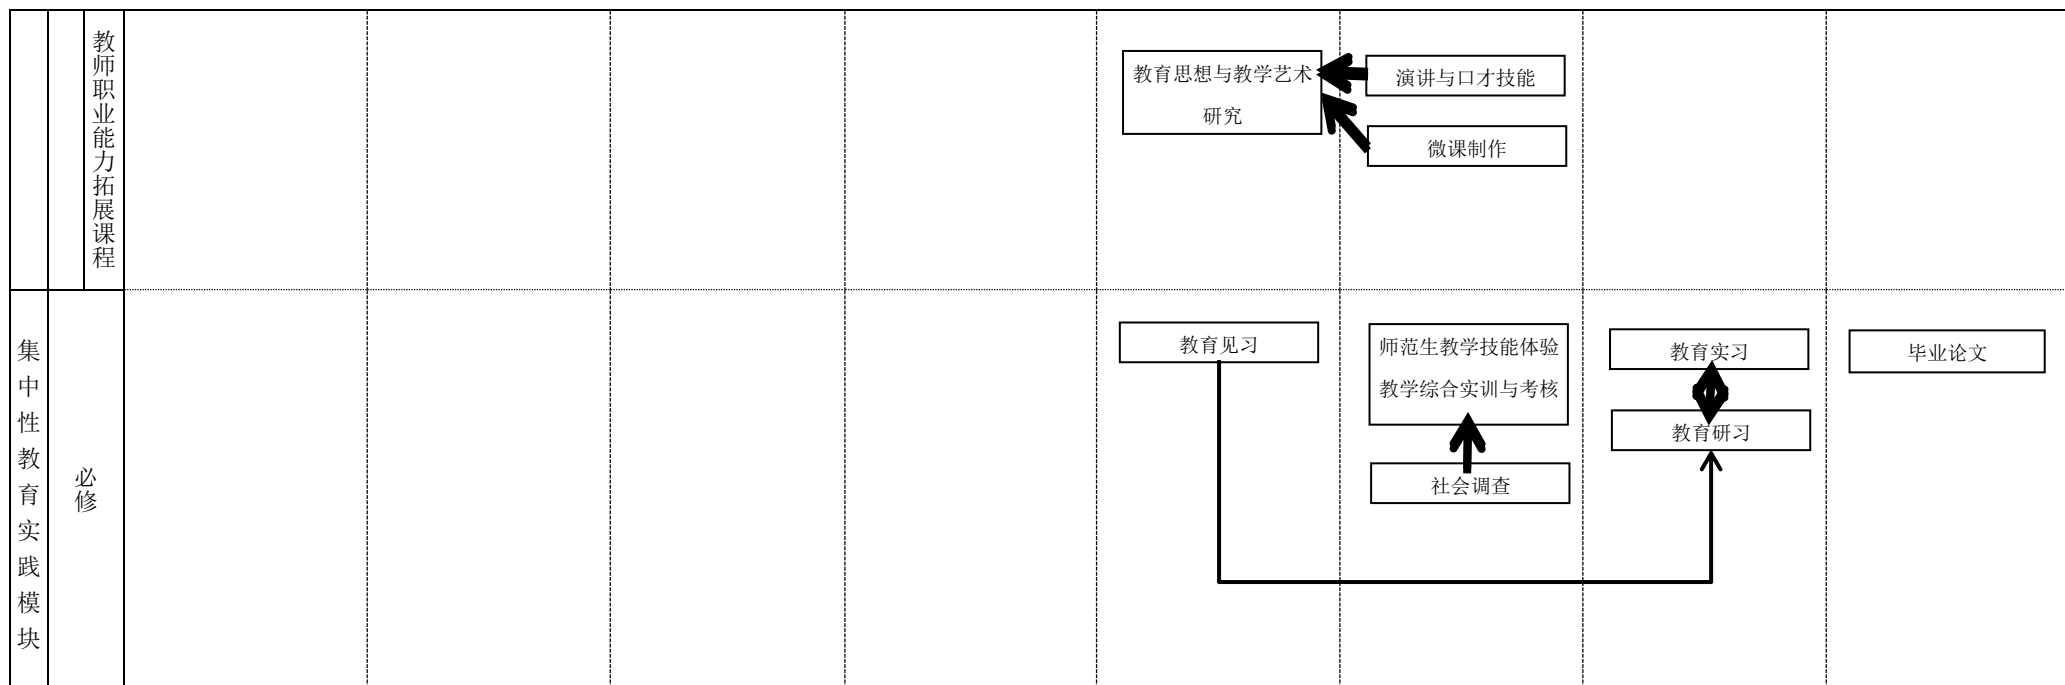 教师职业能力拓展课程
教育思想与教学艺术
研究
演讲与口才技能
微课制作
集中性教育实践模块
必修
教育见习
师范生教学技能体验
教学综合实训与考核
社会调查
教育实习
教育研习
毕业论文